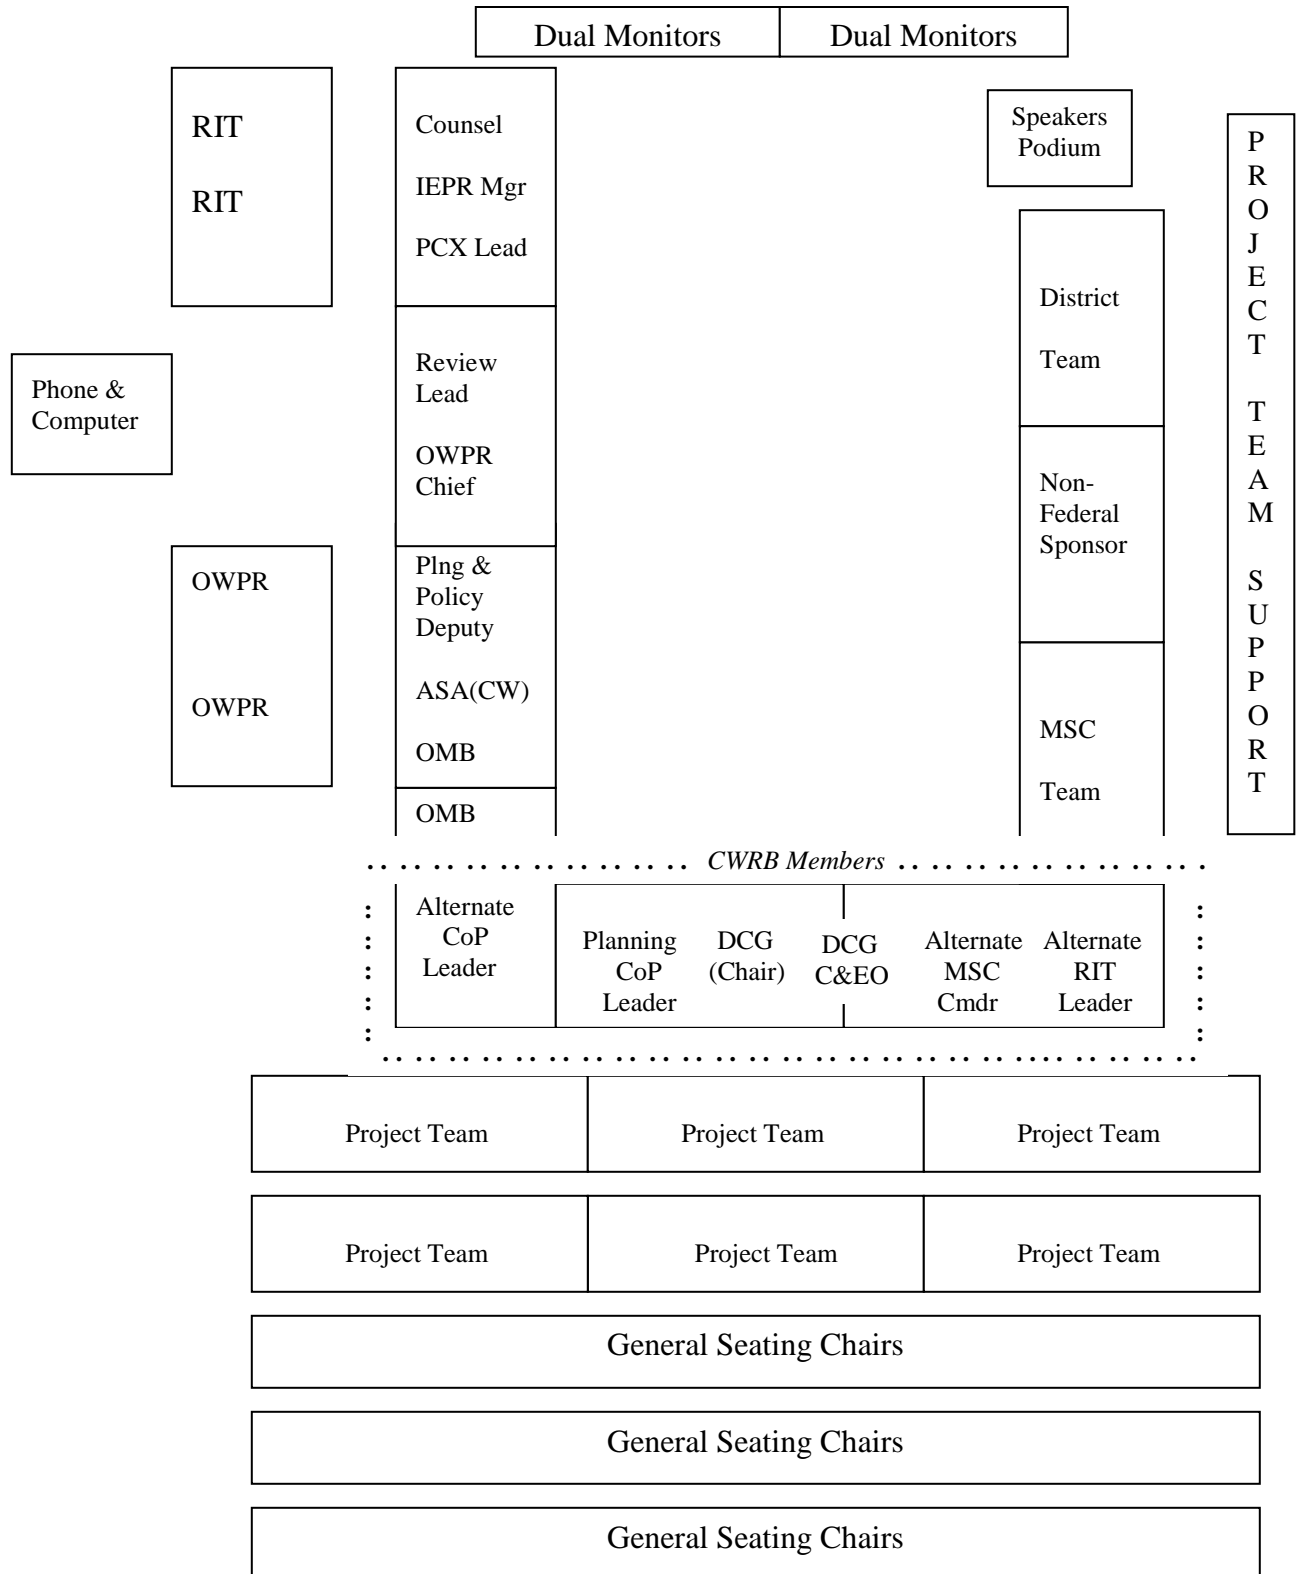 Dual Monitors
Dual Monitors
RIT
RIT
Counsel
IEPR Mgr
PCX Lead
Speakers
Podium
PROJECT TEAM SUPPORT
District
Team
Phone &
Computer
Review
Lead
OWPR
Chief
Non-
Federal
Sponsor
OWPR
OWPR
Plng &
Policy
Deputy
ASA(CW)
OMB
MSC
Team
OMB
CWRB Members
Alternate
CoP
Leader
Planning
CoP
Leader
DCG
(Chair)
DCG
C&EO
Alternate
MSC
Cmdr
Alternate
RIT
Leader
Project Team
Project Team
Project Team
Project Team
Project Team
Project Team
General Seating Chairs
General Seating Chairs
General Seating Chairs